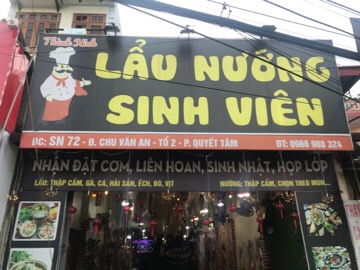 Thành Minh
LẨU NƯỚNG
SINH VIÊN
ĐC: SN 72 - Đ. CHU VĂN AN - TỔ 2 - P. QUYẾT TÂM ĐT: 0966 988 324
NHẬN ĐẶT CƠM, LIÊN HOAN, SINH NHẬT, HỌP LỚP
LẨU: THẬP CẨM, GÀ, CÁ, HẢI SẢN, ẾCH, BÒ, VỊT NƯỚNG: THẬP CẨM, CHỌN THEO MÓN...